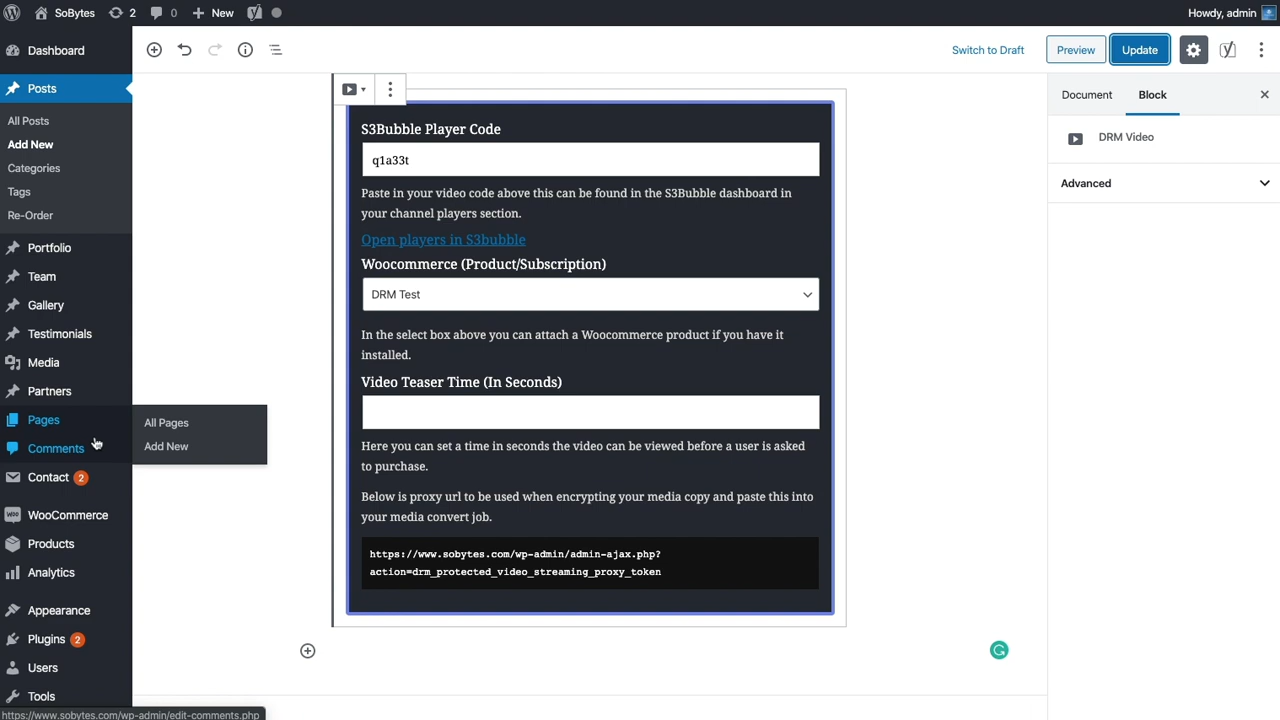 SoBytes
2
0
New
Howdy, admin
Dashboard
Posts
All Posts
Add New
Categories
Tags
Re-Order
Portfolio
Team
Gallery
Testimonials
Media
Partners
Pages
Comments
Contact 2
WooCommerce
Products
Analytics
Appearance
Plugins 2
Users
Tools
https://www.sobytes.com/wp-admin/edit-comments.php
All Pages
Add New
Switch to Draft
Preview
Update
S3Bubble Player Code
q1a33t
Paste in your video code above this can be found in the S3Bubble dashboard in
your channel players section.
Open players in S3bubble
Woocommerce (Product/Subscription)
DRM Test
In the select box above you can attach a Woocommerce product if you have it
installed.
Video Teaser Time (In Seconds)
Here you can set a time in seconds the video can be viewed before a user is asked
to purchase.
Below is proxy url to be used when encrypting your media copy and paste this into
your media convert job.
https://www.sobytes.com/wp-admin/admin-ajax.php?
action=drm_protected_video_streaming_proxy_token
Document
Block
DRM Video
Advanced